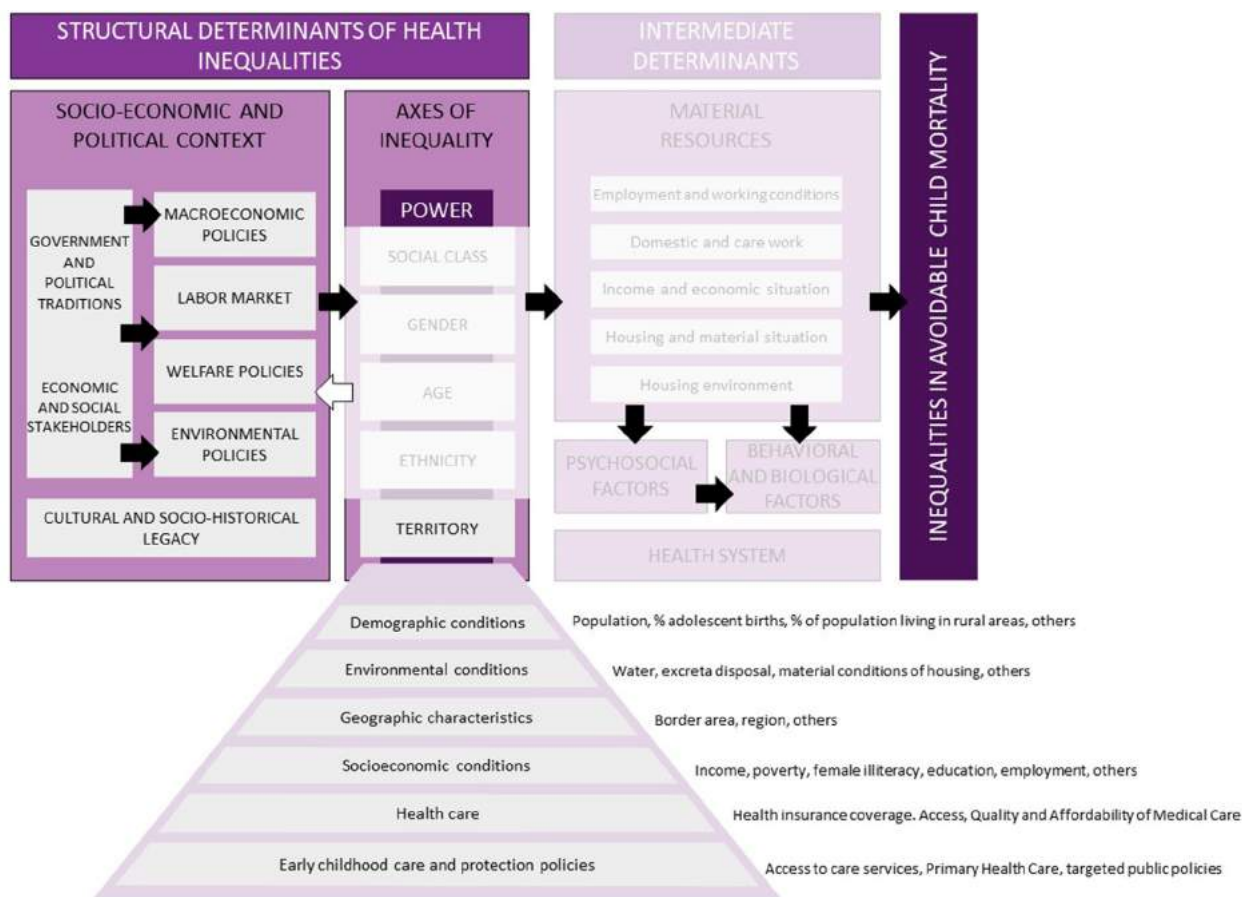 STRUCTURAL DETERMINANTS OF HEALTH
INEQUALITIES
INTERMEDIATE
DETERMINANTS
SOCIO-ECONOMIC AND
POLITICAL CONTEXT
GOVERNMENT
AND
POLITICAL
TRADITIONS
ECONOMIC
AND SOCIAL
STAKEHOLDERS
MACROECONOMIC
POLICIES
LABOR MARKET
WELFARE POLICIES
ENVIRONMENTAL
POLICIES
CULTURAL AND SOCIO-HISTORICAL
LEGACY
AXES OF
INEQUALITY
POWER
SOCIAL CLASS
GENDER
AGE
ETHNICITY
TERRITORY
MATERIAL
RESOURCES
Employment and working conditions
Domestic and care work
Income and economic situation
Housing and material situation
Housing environment
PSYCHOSOCIAL
FACTORS
BEHAVIORAL
AND BIOLOGICAL
FACTORS
HEALTH SYSTEM
INEQUALITIES IN AVOIDABLE CHILD MORTALITY
Demographic conditions
Population, % adolescent births, % of population living in rural areas, others
Environmental conditions
Water, excreta disposal, material conditions of housing, others
Geographic characteristics
Border area, region, others
Socioeconomic conditions
Income, poverty, female illiteracy, education, employment, others
Health care
Health insurance coverage. Access, Quality and Affordability of Medical Care
Early childhood care and protection policies
Access to care services, Primary Health Care, targeted public policies